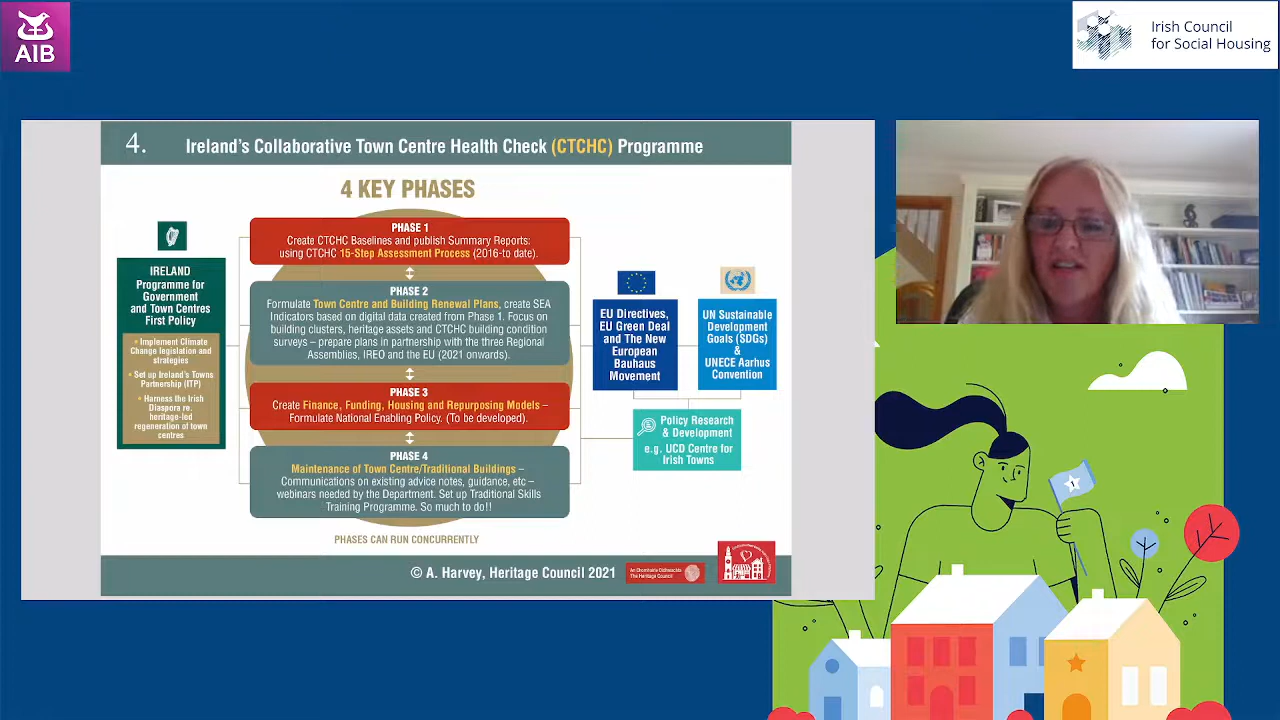 AIB
Irish Council
for Social Housing
4.
Ireland's Collaborative Town Centre Health Check (CTCHC) Programme
4 KEY PHASES
IRELAND
Programme for
Government
and Town Centres
First Policy
• Implement Climate
Change legislation and
strategies
• Set up Ireland's Towns
Partnership (ITP)
• Harness the Irish
Diaspora re.
heritage-led
regeneration of town
centres
PHASE 1
Create CTCHC Baselines and publish Summary Reports:
using CTCHC 15-Step Assessment Process (2016-to date).
PHASE 2
Formulate Town Centre and Building Renewal Plans, create SEA
Indicators based on digital data created from Phase 1. Focus on
building clusters, heritage assets and CTCHC building condition
surveys – prepare plans in partnership with the three Regional
Assemblies, IREO and the EU (2021 onwards).
PHASE 3
Create Finance, Funding, Housing and Repurposing Models –
Formulate National Enabling Policy. (To be developed).
PHASE 4
Maintenance of Town Centre/Traditional Buildings –
Communications on existing advice notes, guidance, etc –
webinars needed by the Department. Set up Traditional Skills
Training Programme. So much to do!!
PHASES CAN RUN CONCURRENTLY
EU Directives,
EU Green Deal
and The New
European
Bauhaus
Movement
UN Sustainable
Development
Goals (SDGs)
&
UNECE Aarhus
Convention
Policy Research
& Development
e.g. UCD Centre for
Irish Towns
© A. Harvey, Heritage Council 2021
An Chomhairle Oidhreachta
The Heritage Council
1